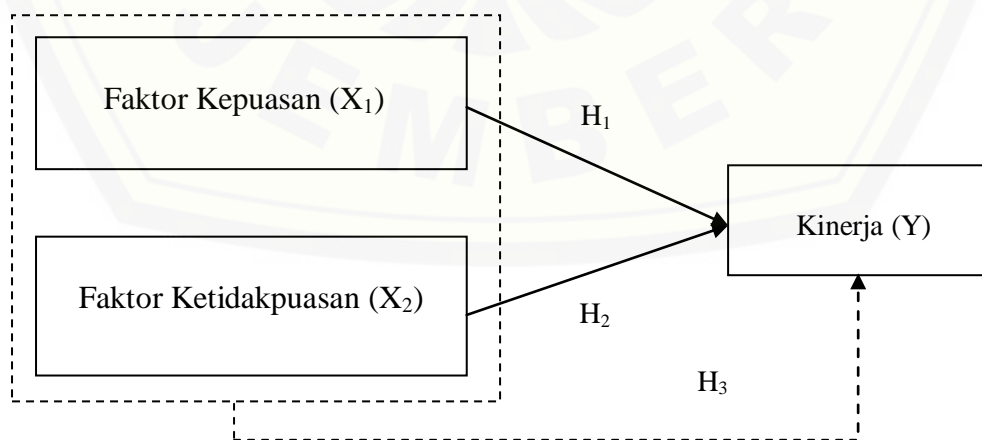 Faktor Kepuasan (X₁)
H₁
Kinerja (Y)
Faktor Ketidakpuasan (X₂)
H₂
H₃